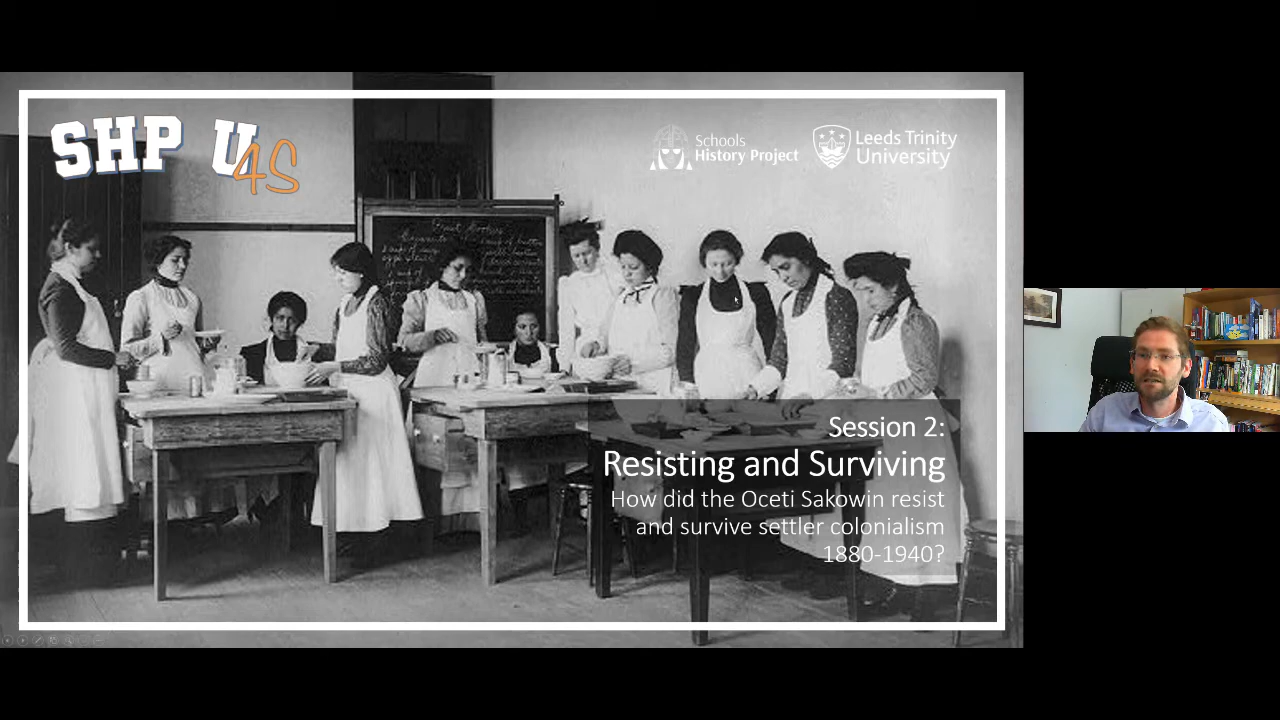 SHP U4S
Schools
History Project
Leeds Trinity
University
Session 2:
Resisting and Surviving
How did the Oceti Sakowin resist
and survive settler colonialism
1880-1940?